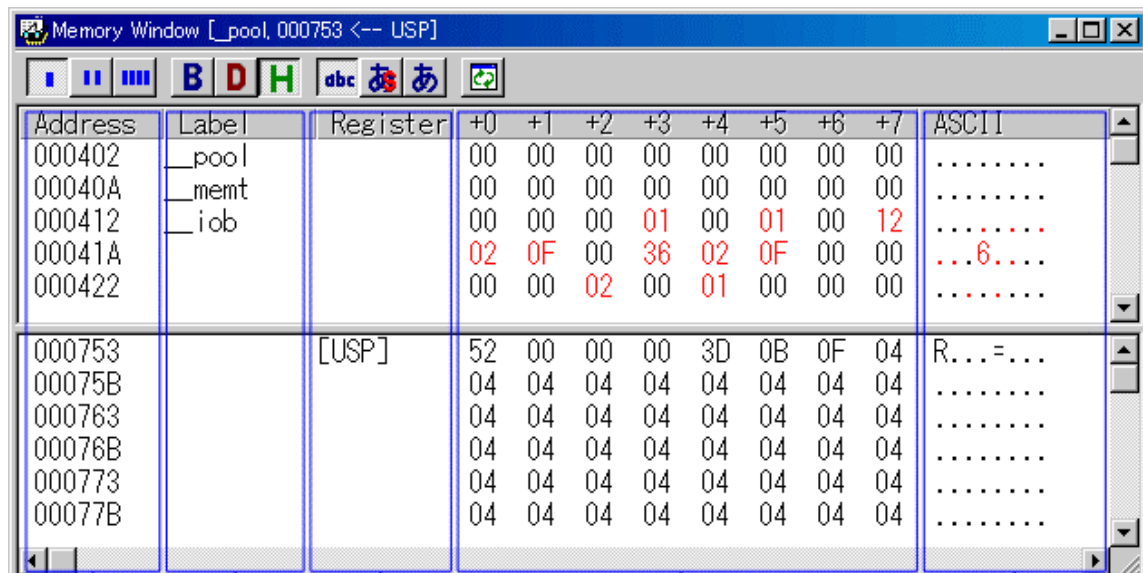 Memory Window [_pool, 000753 <-- USP]
B D H abc あS あ
Address Label Register +0 +1 +2 +3 +4 +5 +6 +7 ASCII
000402 __pool 00 00 00 00 00 00 00 00 ........
00040A __memt 00 00 00 00 00 00 00 00 ........
000412 __iob 00 00 00 01 00 01 00 12 ........
00041A 02 0F 00 36 02 0F 00 00 ...6....
000422 00 00 02 00 01 00 00 00 ........
000753 [USP] 52 00 00 00 3D 0B 0F 04 R...=...
00075B 04 04 04 04 04 04 04 04 ........
000763 04 04 04 04 04 04 04 04 ........
00076B 04 04 04 04 04 04 04 04 ........
000773 04 04 04 04 04 04 04 04 ........
00077B 04 04 04 04 04 04 04 04 ........